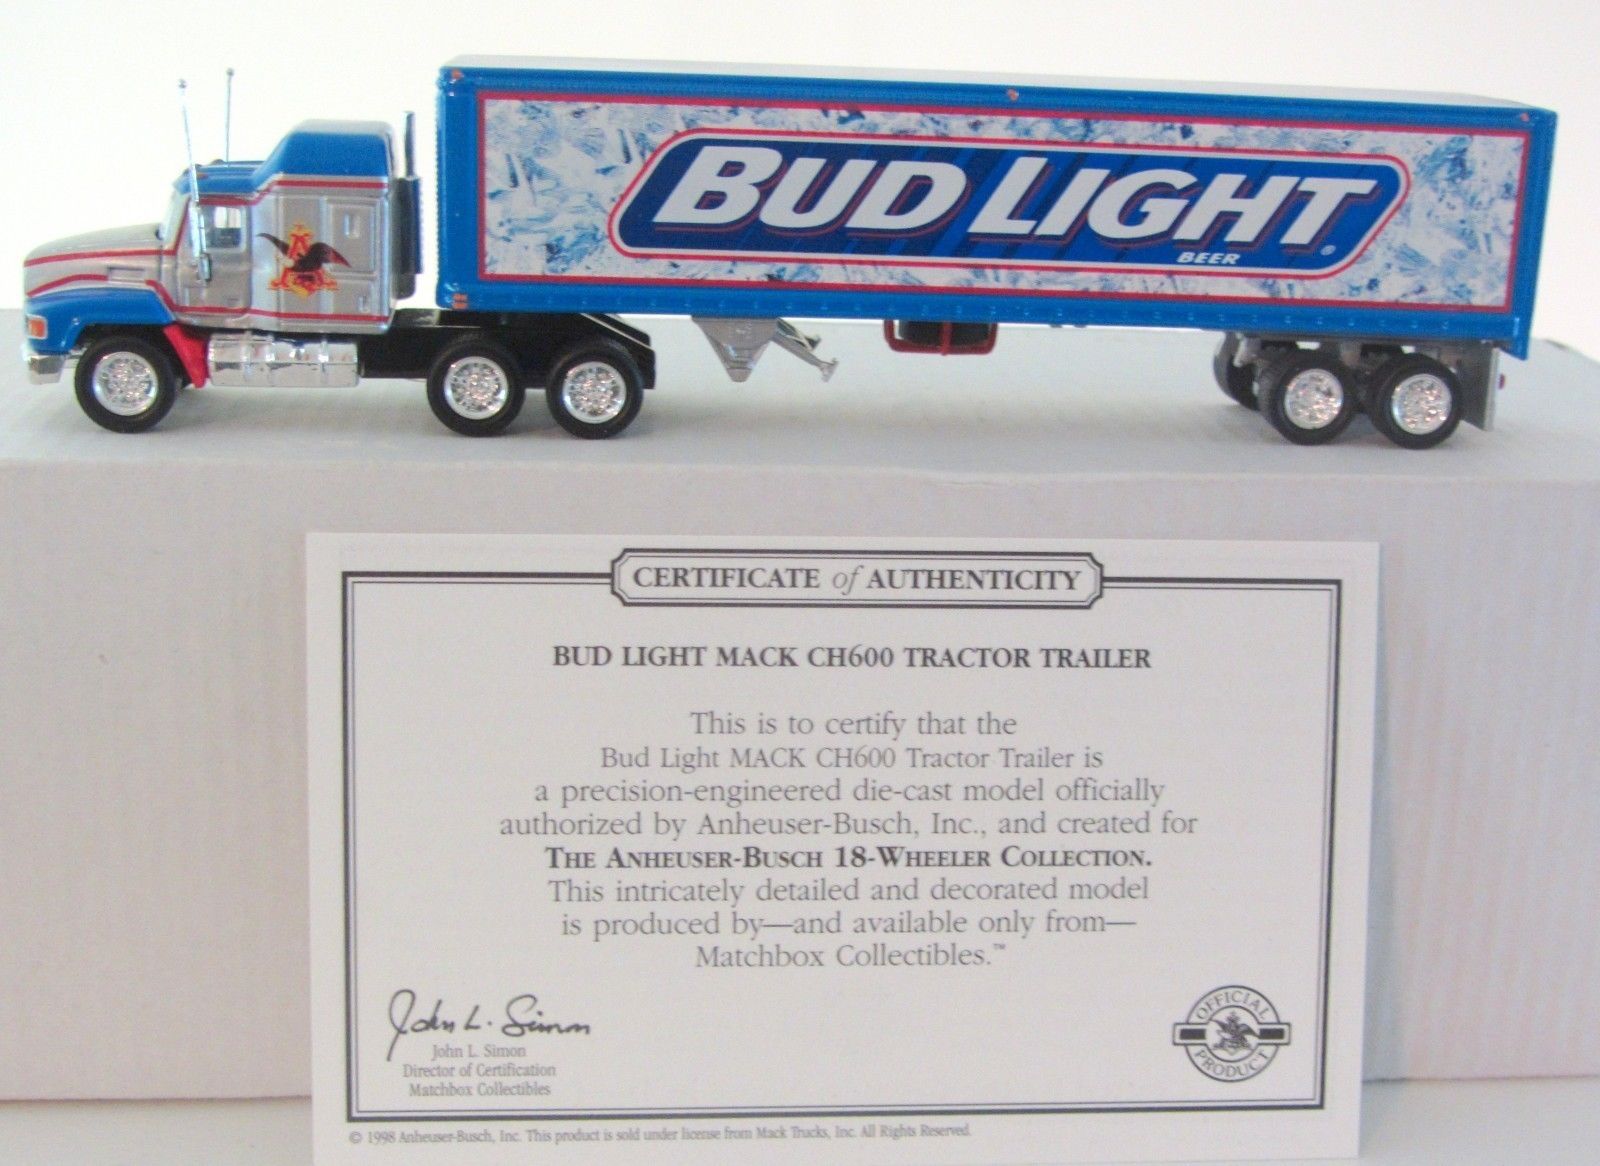 BUD LIGHT
BEER
CERTIFICATE of AUTHENTICITY
BUD LIGHT MACK CH600 TRACTOR TRAILER
This is to certify that the
Bud Light MACK CH600 Tractor Trailer is
a precision-engineered die-cast model officially
authorized by Anheuser-Busch, Inc., and created for
THE ANHEUSER-BUSCH 18-WHEELER COLLECTION.
This intricately detailed and decorated model
is produced by—and available only from—
Matchbox Collectibles.™
John L. Simon
John L. Simon
Director of Certification
Matchbox Collectibles
OFFICIAL
PRODUCT
© 1998 Anheuser-Busch, Inc. This product is sold under license from Mack Trucks, Inc. All Rights Reserved.